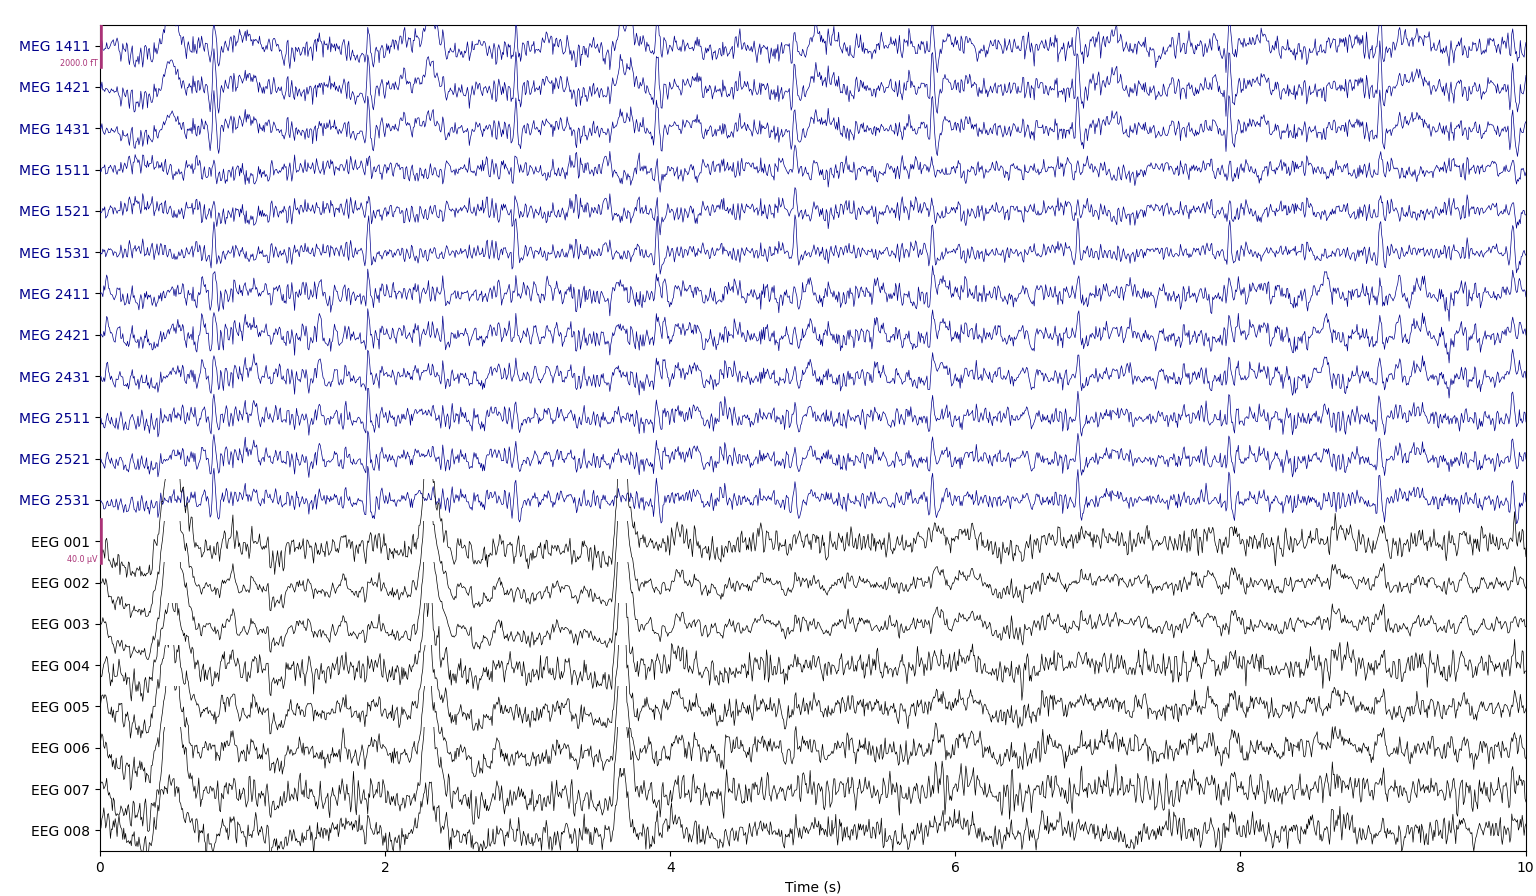 MEG 1411
2000.0 fT
MEG 1421
MEG 1431
MEG 1511
MEG 1521
MEG 1531
MEG 2411
MEG 2421
MEG 2431
MEG 2511
MEG 2521
MEG 2531
EEG 001
40.0 µV
EEG 002
EEG 003
EEG 004
EEG 005
EEG 006
EEG 007
EEG 008
0 2 4 6 8 10
Time (s)